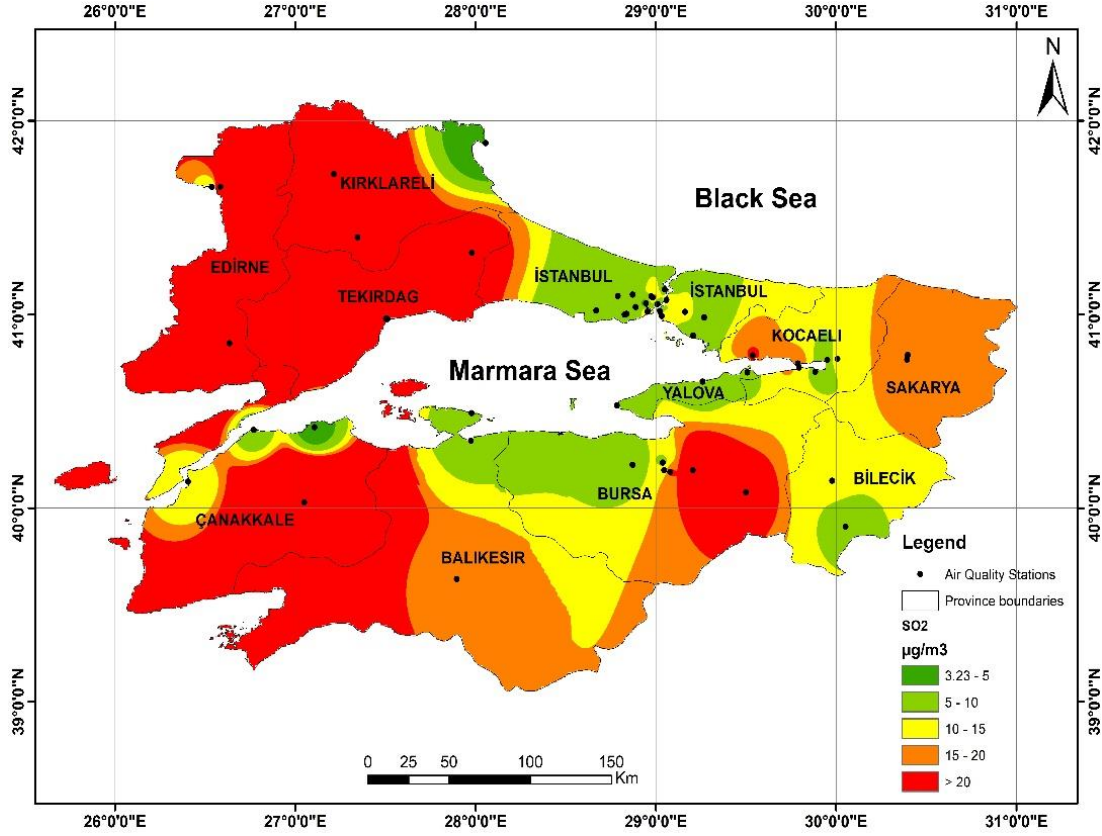 26°0'0"E 27°0'0"E 28°0'0"E 29°0'0"E 30°0'0"E 31°0'0"E
N
42°0'0"N 42°0'0"N
KIRKLARELİ
Black Sea
EDİRNE
İSTANBUL
İSTANBUL
TEKIRDAG
41°0'0"N 41°0'0"N
KOCAELI
Marmara Sea
SAKARYA
YALOVA
BİLECİK
BURSA
40°0'0"N 40°0'0"N
ÇANAKKALE
BALIKESIR
Legend
Air Quality Stations
Province boundaries
SO2
µg/m3
3.23 - 5
5 - 10
10 - 15
15 - 20
> 20
39°0'0"N 39°0'0"N
0 25 50 100 150
Km
26°0'0"E 27°0'0"E 28°0'0"E 29°0'0"E 30°0'0"E 31°0'0"E